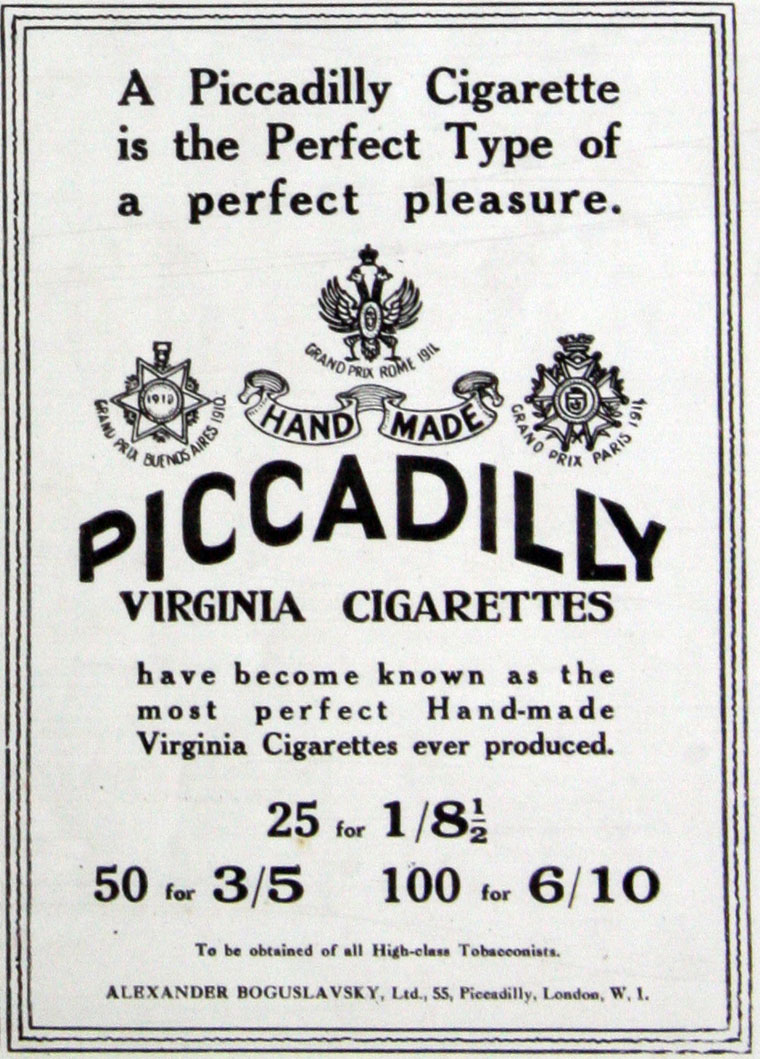 A Piccadilly Cigarette
is the Perfect Type of
a perfect pleasure.
GRAND PRIX ROME 1911.
1910
GRAND PRIX BUENOS AIRES 1910.
HAND MADE
GRAND PRIX PARIS 1911
PICCADILLY
VIRGINIA CIGARETTES
have become known as the
most perfect Hand-made
Virginia Cigarettes ever produced.
25 for 1/8½
50 for 3/5 100 for 6/10
To be obtained of all High-class Tobacconists.
ALEXANDER BOGUSLAVSKY, Ltd., 55, Piccadilly, London, W. 1.